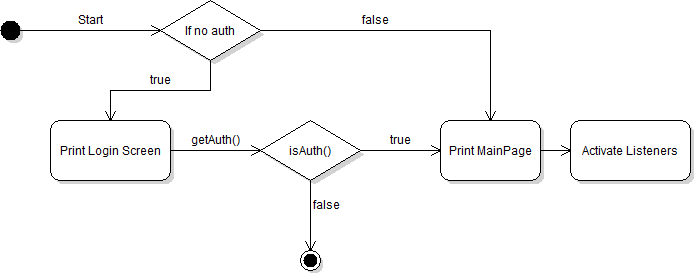 Start
If no auth
false
true
Print Login Screen
getAuth()
isAuth()
true
Print MainPage
Activate Listeners
false